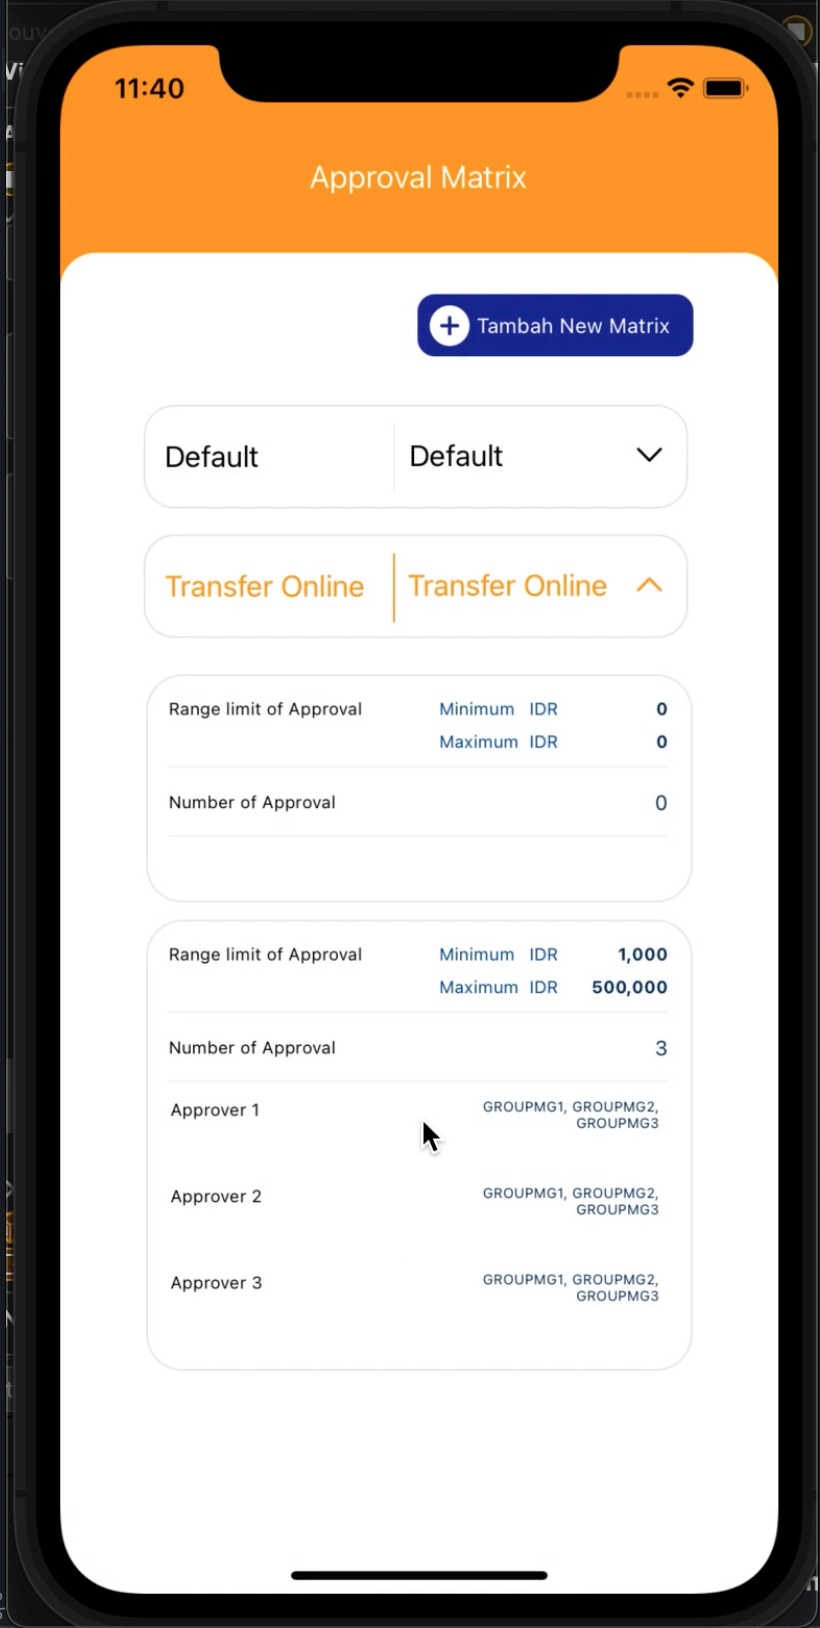 11:40
Approval Matrix
Tambah New Matrix
Default Default
Transfer Online Transfer Online
Range limit of Approval Minimum IDR 0
Maximum IDR 0
Number of Approval 0
Range limit of Approval Minimum IDR 1,000
Maximum IDR 500,000
Number of Approval 3
Approver 1 GROUPMG1, GROUPMG2,
GROUPMG3
Approver 2 GROUPMG1, GROUPMG2,
GROUPMG3
Approver 3 GROUPMG1, GROUPMG2,
GROUPMG3